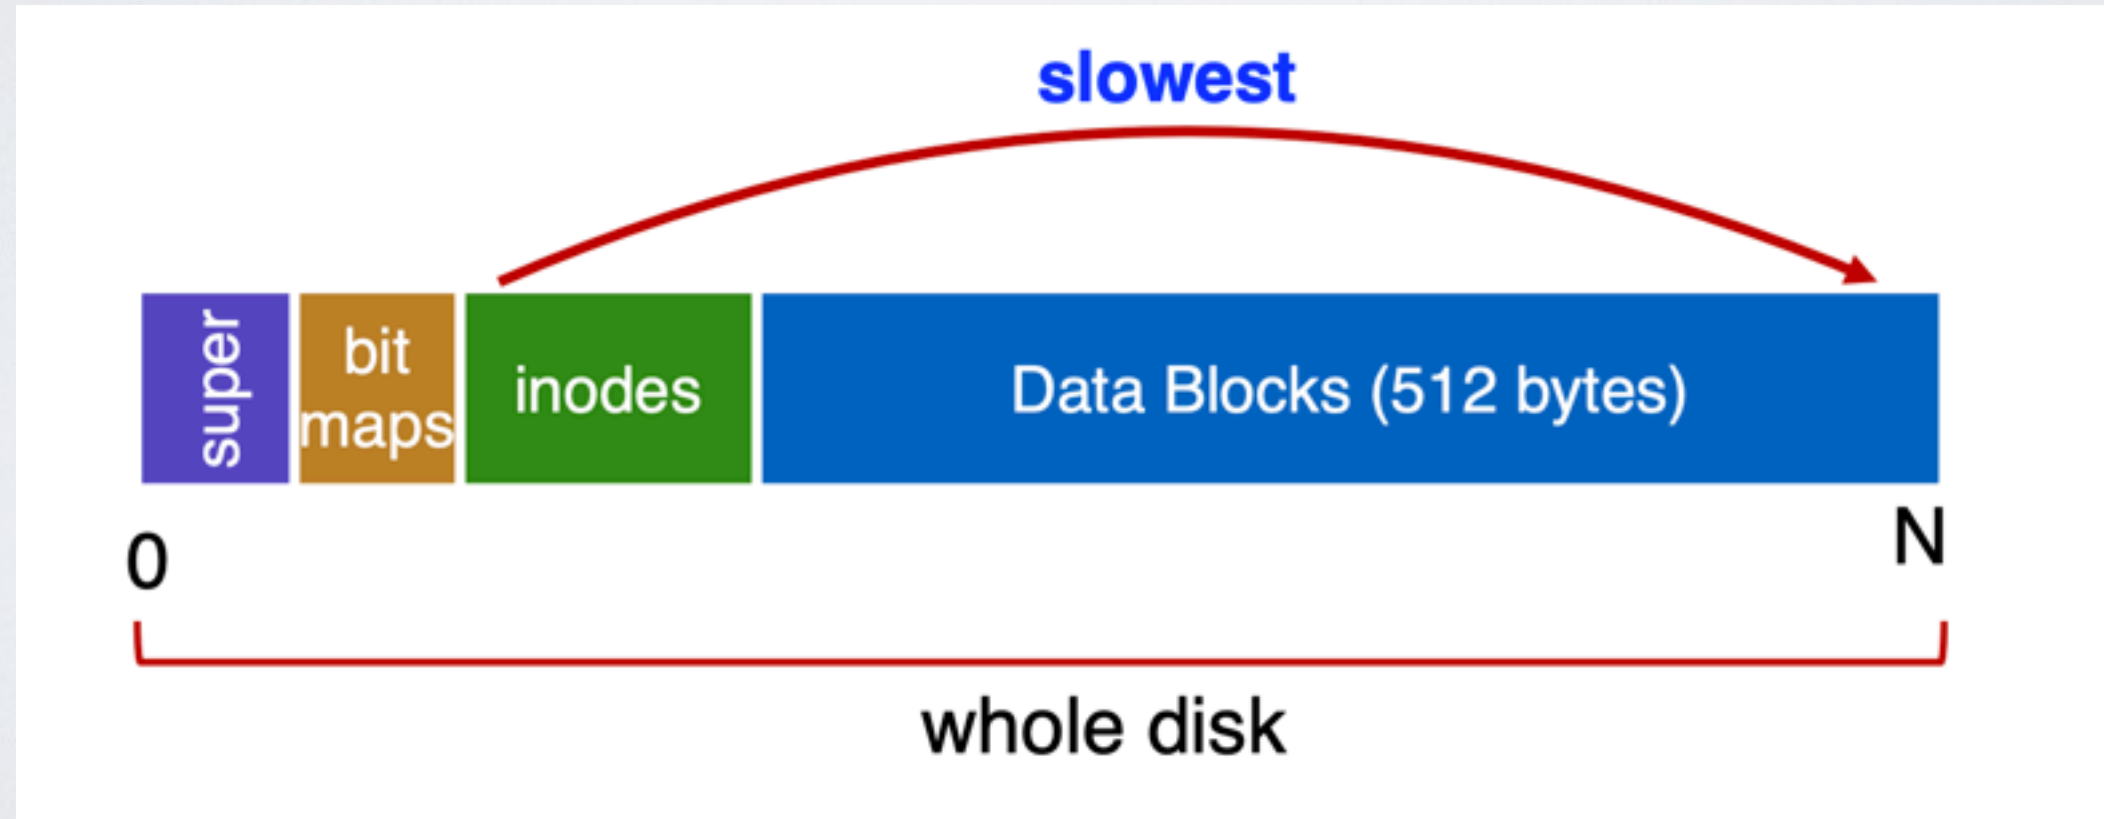 slowest
super
bit
maps
inodes
Data Blocks (512 bytes)
0
N
whole disk